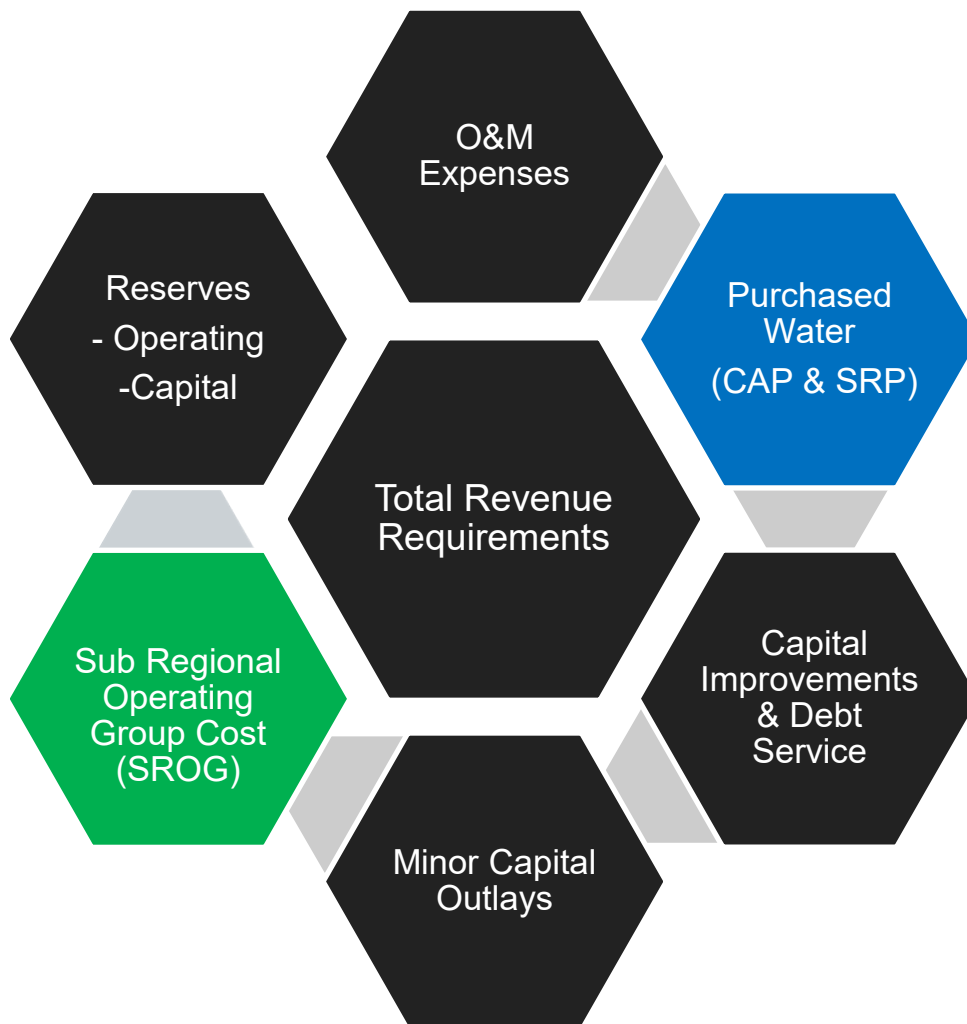 O&M
Expenses
Purchased
Water
(CAP & SRP)
Capital
Improvements
& Debt
Service
Minor Capital
Outlays
Sub Regional
Operating
Group Cost
(SROG)
Reserves
- Operating
-Capital
Total Revenue
Requirements